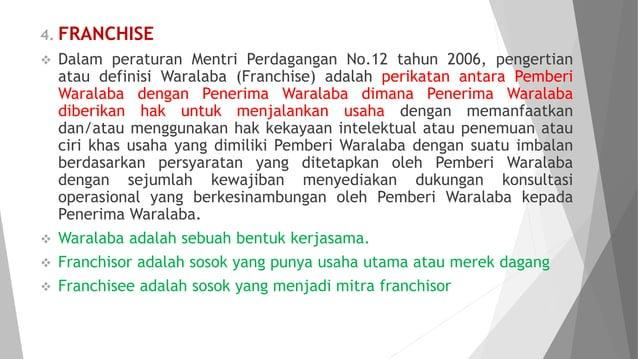 4. FRANCHISE
❖ Dalam peraturan Mentri Perdagangan No.12 tahun 2006, pengertian
atau definisi Waralaba (Franchise) adalah perikatan antara Pemberi
Waralaba dengan Penerima Waralaba dimana Penerima Waralaba
diberikan hak untuk menjalankan usaha dengan memanfaatkan
dan/atau menggunakan hak kekayaan intelektual atau penemuan atau
ciri khas usaha yang dimiliki Pemberi Waralaba dengan suatu imbalan
berdasarkan persyaratan yang ditetapkan oleh Pemberi Waralaba
dengan sejumlah kewajiban menyediakan dukungan konsultasi
operasional yang berkesinambungan oleh Pemberi Waralaba kepada
Penerima Waralaba.
❖ Waralaba adalah sebuah bentuk kerjasama.
❖ Franchisor adalah sosok yang punya usaha utama atau merek dagang
❖ Franchisee adalah sosok yang menjadi mitra franchisor